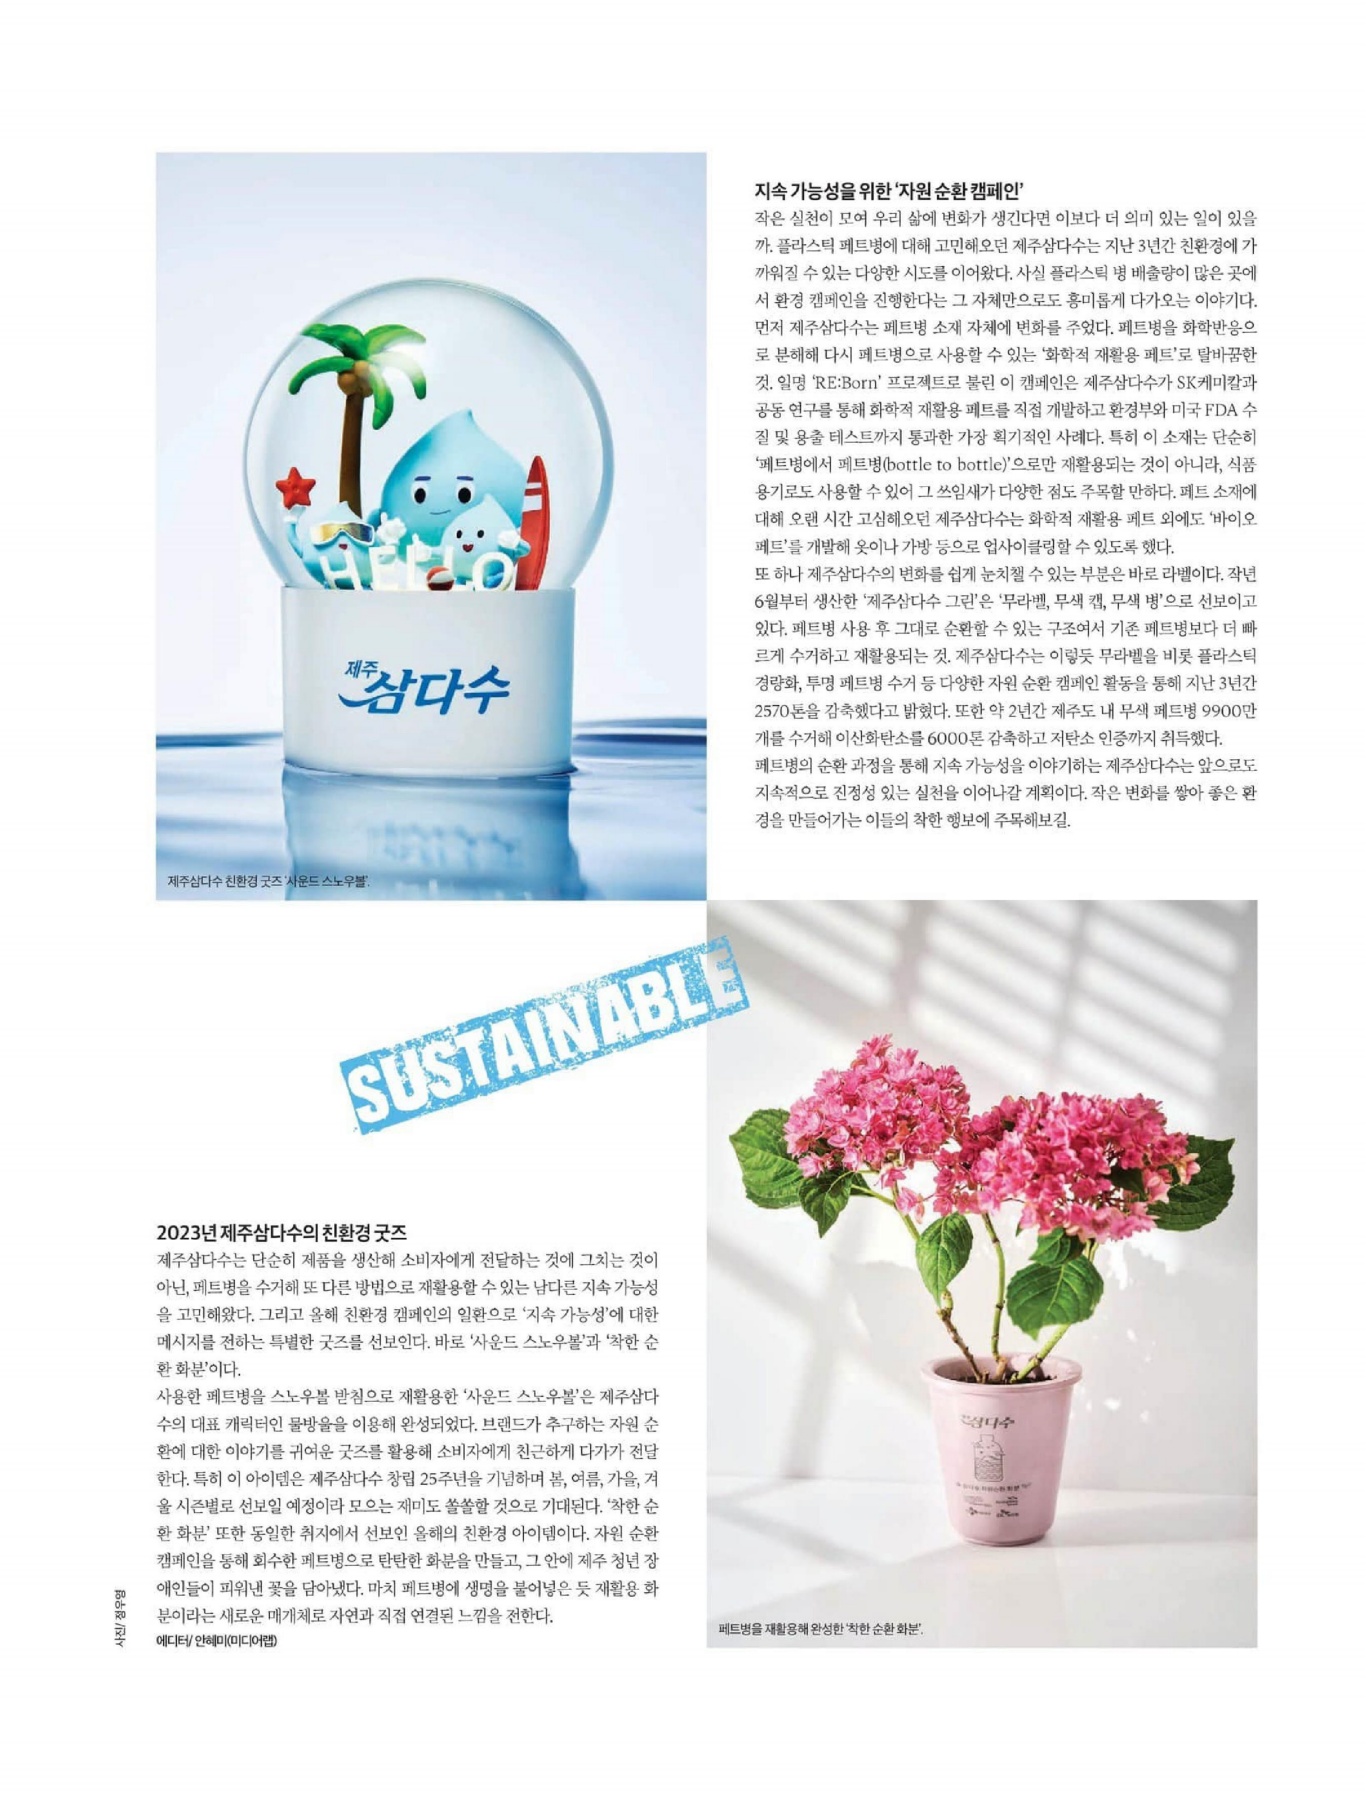 지속 가능성을 위한 ‘자원 순환 캠페인’
작은 실천이 모여 우리 삶에 변화가 생긴다면 이보다 더 의미 있는 일이 있을
까. 플라스틱 페트병에 대해 고민해오던 제주삼다수는 지난 3년간 친환경에 가
까워질 수 있는 다양한 시도를 이어왔다. 사실 플라스틱 병 배출량이 많은 곳에
서 환경 캠페인을 진행한다는 그 자체만으로도 흥미롭게 다가오는 이야기다.
먼저 제주삼다수는 페트병 소재 자체에 변화를 주었다. 페트병을 화학반응으
로 분해해 다시 페트병으로 사용할 수 있는 ‘화학적 재활용 페트’로 탈바꿈한
것. 일명 ‘RE:Born’ 프로젝트로 불린 이 캠페인은 제주삼다수가 SK케미칼과
공동 연구를 통해 화학적 재활용 페트를 직접 개발하고 환경부와 미국 FDA 수
질 및 용출 테스트까지 통과한 가장 획기적인 사례다. 특히 이 소재는 단순히
‘페트병에서 페트병(bottle to bottle)’으로만 재활용되는 것이 아니라, 식품
용기로도 사용할 수 있어 그 쓰임새가 다양한 점도 주목할 만하다. 페트 소재에
대해 오랜 시간 고심해오던 제주삼다수는 화학적 재활용 페트 외에도 ‘바이오
페트’를 개발해 옷이나 가방 등으로 업사이클링할 수 있도록 했다.
또 하나 제주삼다수의 변화를 쉽게 눈치챌 수 있는 부분은 바로 라벨이다. 작년
6월부터 생산한 ‘제주삼다수 그린’은 ‘무라벨, 무색 캡, 무색 병’으로 선보이고
있다. 페트병 사용 후 그대로 순환할 수 있는 구조여서 기존 페트병보다 더 빠
르게 수거하고 재활용되는 것. 제주삼다수는 이렇듯 무라벨을 비롯 플라스틱
경량화, 투명 페트병 수거 등 다양한 자원 순환 캠페인 활동을 통해 지난 3년간
2570톤을 감축했다고 밝혔다. 또한 약 2년간 제주도 내 무색 페트병 9900만
개를 수거해 이산화탄소를 6000톤 감축하고 저탄소 인증까지 취득했다.
페트병의 순환 과정을 통해 지속 가능성을 이야기하는 제주삼다수는 앞으로도
지속적으로 진정성 있는 실천을 이어나갈 계획이다. 작은 변화를 쌓아 좋은 환
경을 만들어가는 이들의 착한 행보에 주목해보길.
HELLO
제주
삼다수
제주삼다수 친환경 굿즈 ‘사운드 스노우볼’.
SUSTAINABLE
2023년 제주삼다수의 친환경 굿즈
제주삼다수는 단순히 제품을 생산해 소비자에게 전달하는 것에 그치는 것이
아닌, 페트병을 수거해 또 다른 방법으로 재활용할 수 있는 남다른 지속 가능성
을 고민해왔다. 그리고 올해 친환경 캠페인의 일환으로 ‘지속 가능성’에 대한
메시지를 전하는 특별한 굿즈를 선보인다. 바로 ‘사운드 스노우볼’과 ‘착한 순
환 화분’이다.
사용한 페트병을 스노우볼 받침으로 재활용한 ‘사운드 스노우볼’은 제주삼다
수의 대표 캐릭터인 물방울을 이용해 완성되었다. 브랜드가 추구하는 자원 순
환에 대한 이야기를 귀여운 굿즈를 활용해 소비자에게 친근하게 다가가 전달
한다. 특히 이 아이템은 제주삼다수 창립 25주년을 기념하며 봄, 여름, 가을, 겨
울 시즌별로 선보일 예정이라 모으는 재미도 쏠쏠할 것으로 기대된다. ‘착한 순
환 화분’ 또한 동일한 취지에서 선보인 올해의 친환경 아이템이다. 자원 순환
캠페인을 통해 회수한 페트병으로 탄탄한 화분을 만들고, 그 안에 제주 청년 장
애인들이 피워낸 꽃을 담아냈다. 마치 페트병에 생명을 불어넣은 듯 재활용 화
분이라는 새로운 매개체로 자연과 직접 연결된 느낌을 전한다.
에디터/ 안혜미(미디어랩)
사진/ 정우영
제주삼다수
페트병을 재활용해 완성한 ‘착한 순환 화분’.